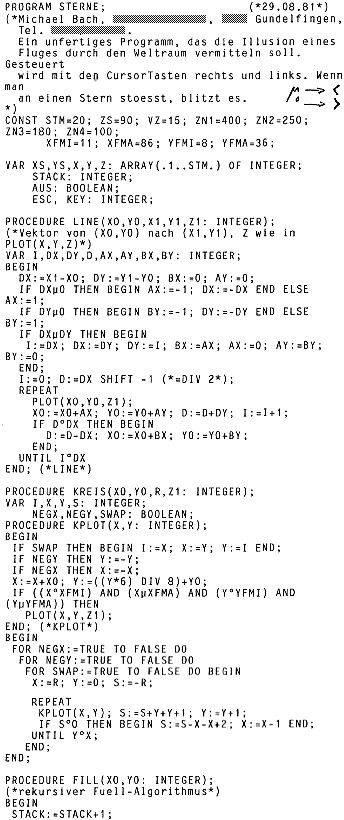 PROGRAM STERNE; (*29.08.81*)
(*Michael Bach, , Gundelfingen,
Tel. .
Ein unfertiges Programm, das die Illusion eines
Fluges durch den Weltraum vermitteln soll.
Gesteuert
wird mit den CursorTasten rechts und links. Wenn
man
an einen Stern stoesst, blitzt es. µ → <
*) ° → >
CONST STM=20; ZS=90; VZ=15; ZN1=400; ZN2=250;
ZN3=180; ZN4=100;
XFMI=11; XFMA=86; YFMI=8; YFMA=36;

VAR XS,YS,X,Y,Z: ARRAY(.1..STM.) OF INTEGER;
STACK: INTEGER;
AUS: BOOLEAN;
ESC, KEY: INTEGER;

PROCEDURE LINE(X0,Y0,X1,Y1,Z1: INTEGER);
(*Vektor von (X0,Y0) nach (X1,Y1), Z wie in
PLOT(X,Y,Z)*)
VAR I,DX,DY,D,AX,AY,BX,BY: INTEGER;
BEGIN
DX:=X1-X0; DY:=Y1-Y0; BX:=0; AY:=0;
IF DXµ0 THEN BEGIN AX:=-1; DX:=-DX END ELSE
AX:=1;
IF DYµ0 THEN BEGIN BY:=-1; DY:=-DY END ELSE
BY:=1;
IF DXµDY THEN BEGIN
I:=DX; DX:=DY; DY:=I; BX:=AX; AX:=0; AY:=BY;
BY:=0;
END;
I:=0; D:=DX SHIFT -1 (*=DIV 2*);
REPEAT
PLOT(X0,Y0,Z1);
X0:=X0+AX; Y0:=Y0+AY; D:=D+DY; I:=I+1;
IF D°DX THEN BEGIN
D:=D-DX; X0:=X0+BX; Y0:=Y0+BY;
END;
UNTIL I°DX
END; (*LINE*)

PROCEDURE KREIS(X0,Y0,R,Z1: INTEGER);
VAR I,X,Y,S: INTEGER;
NEGX,NEGY,SWAP: BOOLEAN;
PROCEDURE KPLOT(X,Y: INTEGER);
BEGIN
IF SWAP THEN BEGIN I:=X; X:=Y; Y:=I END;
IF NEGY THEN Y:=-Y;
IF NEGX THEN X:=-X;
X:=X+X0; Y:=((Y*6) DIV 8)+Y0;
IF ((X°XFMI) AND (XµXFMA) AND (Y°YFMI) AND
(YµYFMA)) THEN
PLOT(X,Y,Z1);
END; (*KPLOT*)
BEGIN
FOR NEGX:=TRUE TO FALSE DO
FOR NEGY:=TRUE TO FALSE DO
FOR SWAP:=TRUE TO FALSE DO BEGIN
X:=R; Y:=0; S:=-R;

REPEAT
KPLOT(X,Y); S:=S+Y+Y+1; Y:=Y+1;
IF S°0 THEN BEGIN S:=S-X-X+2; X:=X-1 END;
UNTIL Y°X;
END;
END;

PROCEDURE FILL(X0,Y0: INTEGER);
(*rekursiver Fuell-Algorithmus*)
BEGIN
STACK:=STACK+1;